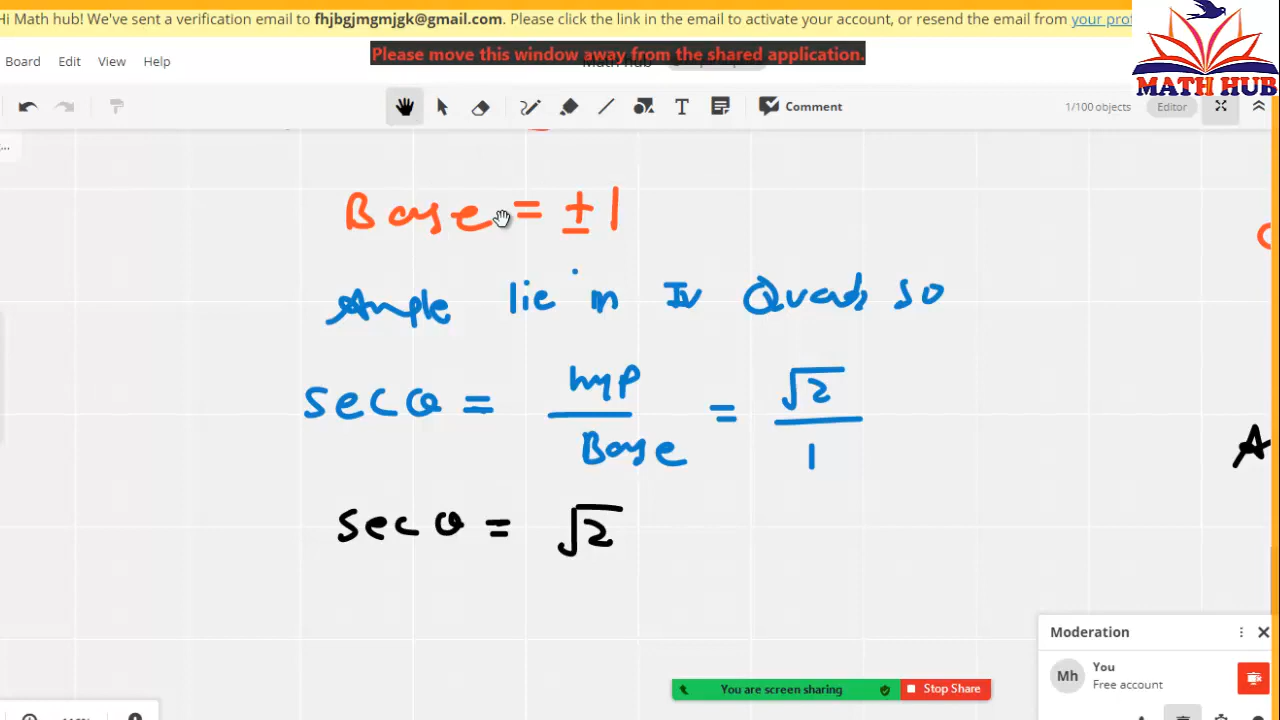 Hi Math hub! We've sent a verification email to fhjbgjmgmjgk@gmail.com. Please click the link in the email to activate your account, or resend the email from your prof
Please move this window away from the shared application.
MATH HUB
Board Edit View Help
Comment
1/100 objects
Editor
Base = ± 1
Angle lie in IV Quads so
secθ = hyp / Base = √2 / 1
secθ = √2
A
Moderation
Mh
You
Free account
You are screen sharing
Stop Share